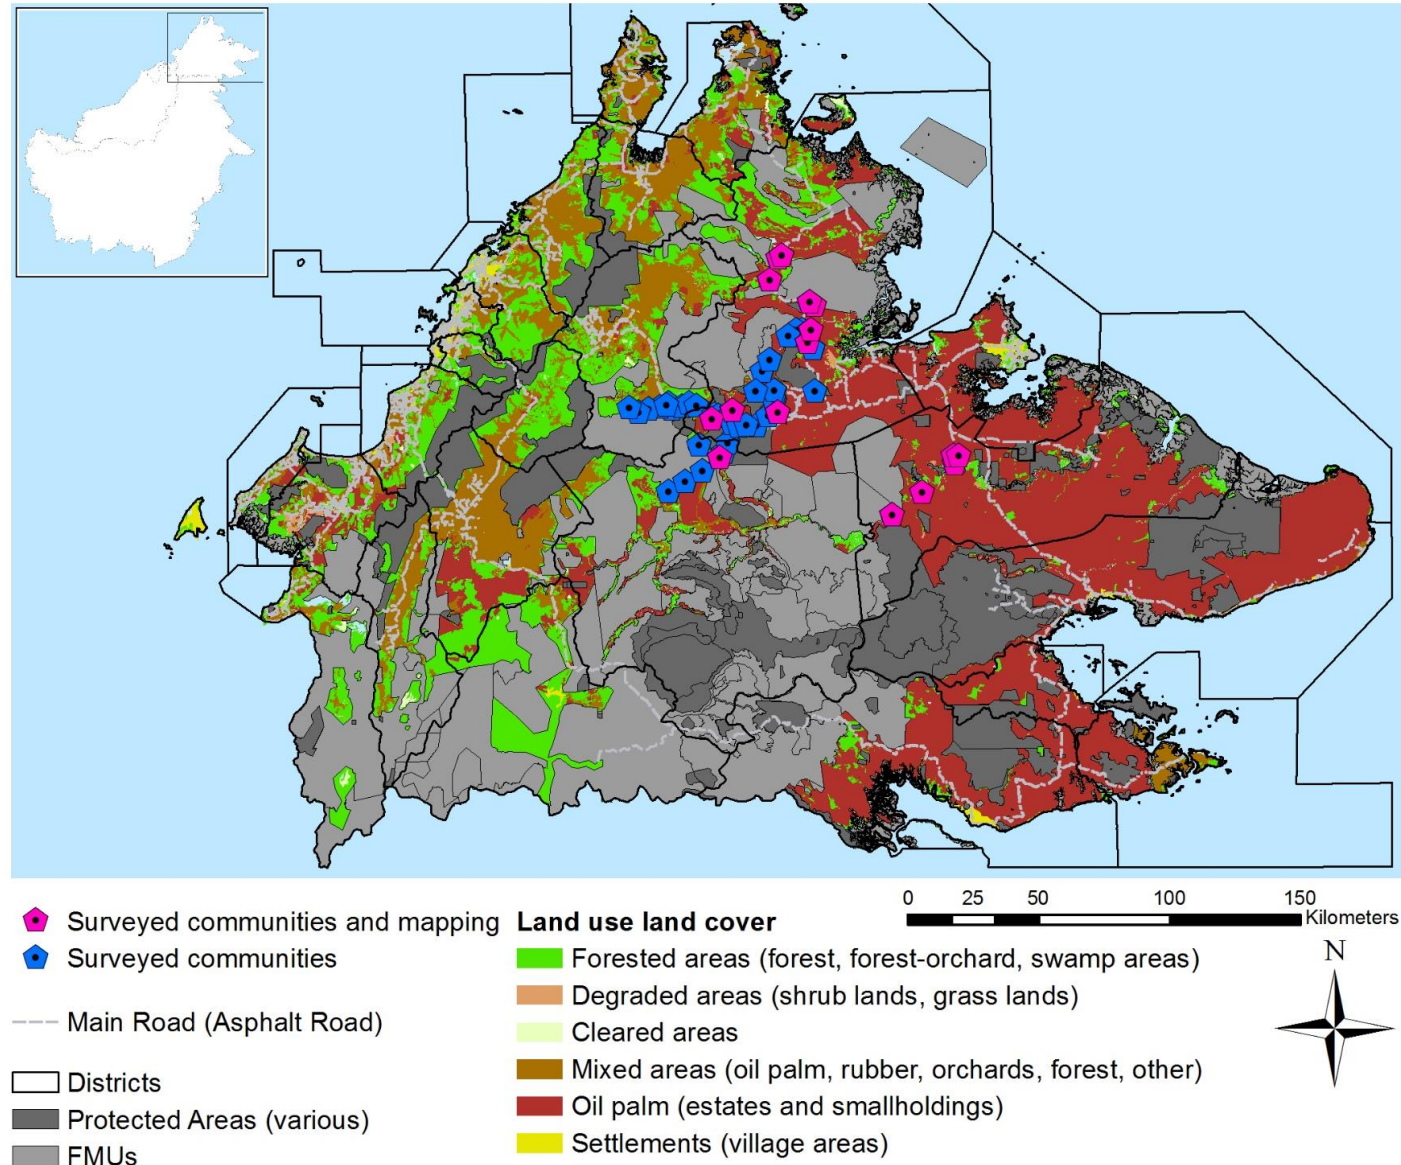 0 25 50 100 150
Kilometers
Surveyed communities and mapping
Surveyed communities
Main Road (Asphalt Road)
Districts
Protected Areas (various)
FMUs
Land use land cover
Forested areas (forest, forest-orchard, swamp areas)
Degraded areas (shrub lands, grass lands)
Cleared areas
Mixed areas (oil palm, rubber, orchards, forest, other)
Oil palm (estates and smallholdings)
Settlements (village areas)
N